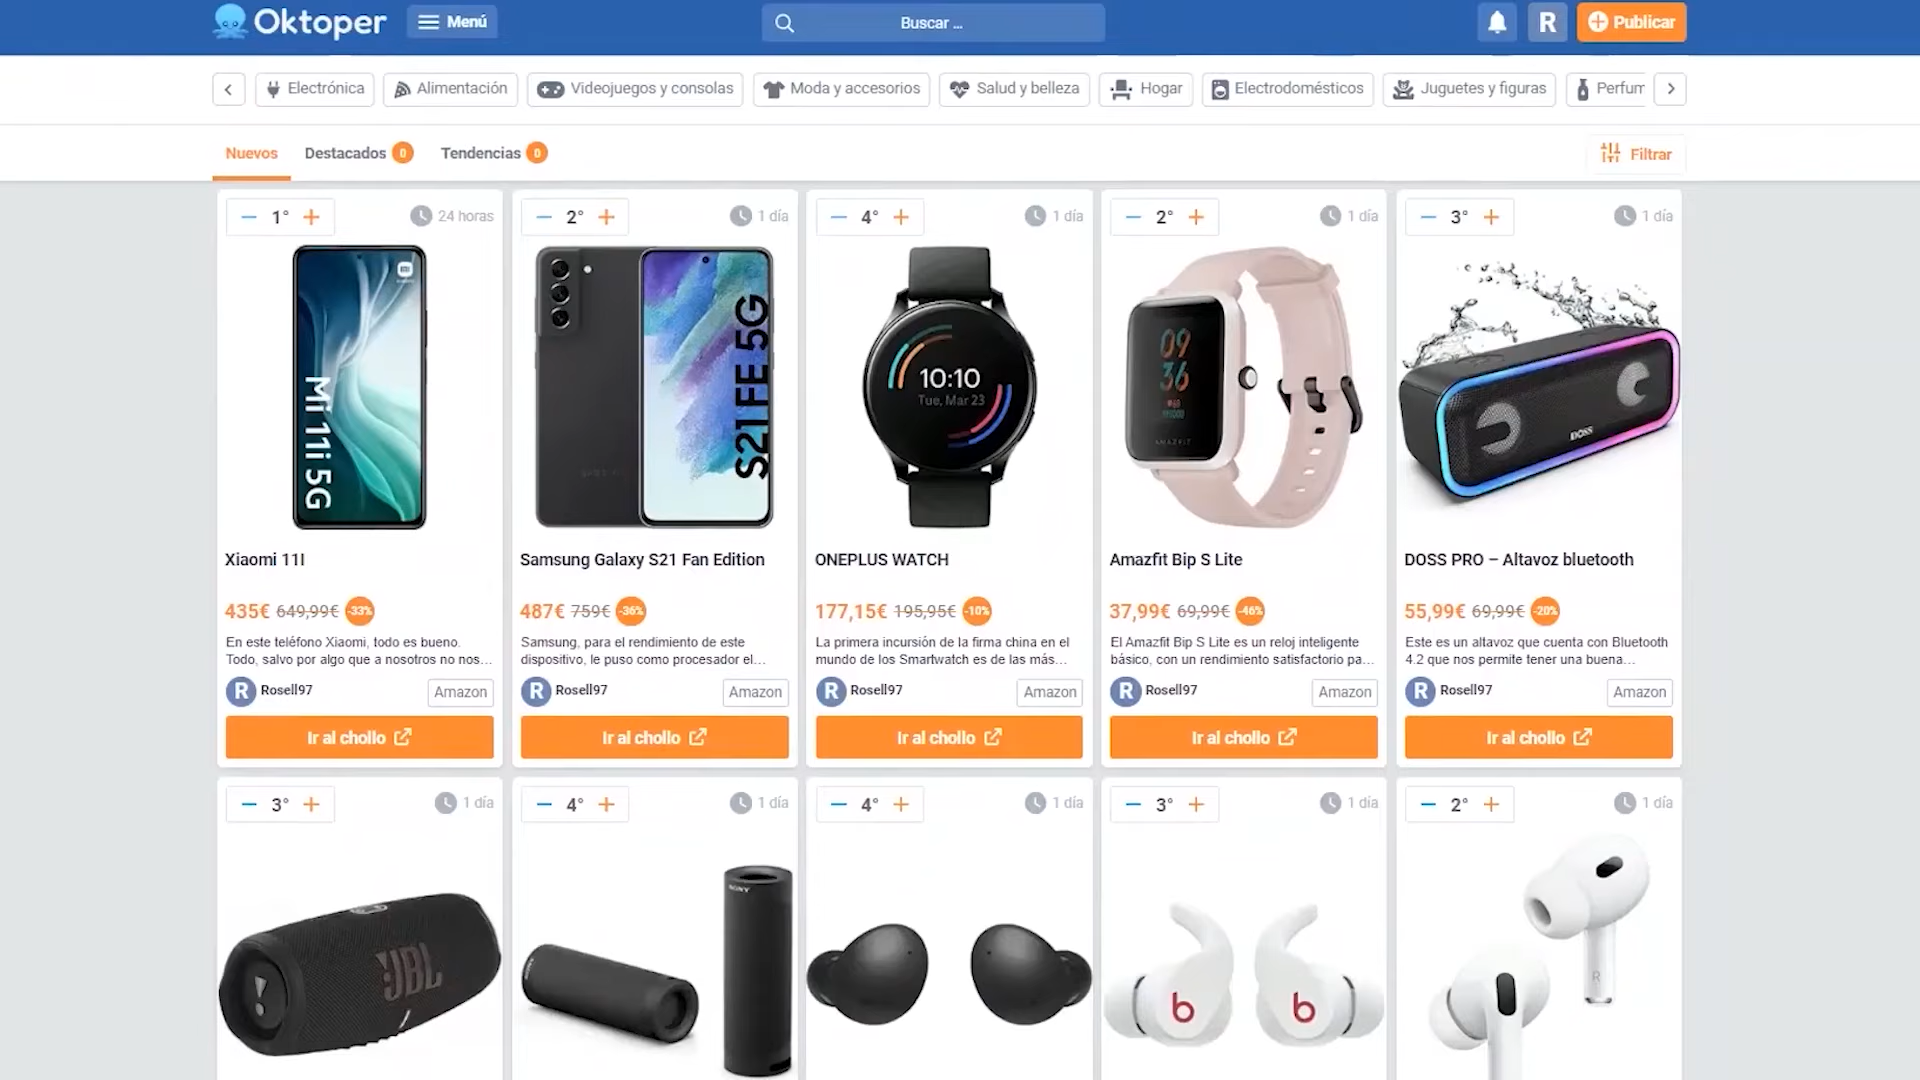 Oktoper
Menú
Buscar ...
R
Publicar
Electrónica
Alimentación
Videojuegos y consolas
Moda y accesorios
Salud y belleza
Hogar
Electrodomésticos
Juguetes y figuras
Perfum
Nuevos
Destacados 0
Tendencias 0
Filtrar
1° 24 horas
2° 1 día
4° 1 día
2° 1 día
3° 1 día
Mi 11i 5G
S21 FE 5G
10:10
Tue, Mar 23
09
36
AMAZFIT
DOSS
Xiaomi 11I
Samsung Galaxy S21 Fan Edition
ONEPLUS WATCH
Amazfit Bip S Lite
DOSS PRO – Altavoz bluetooth
435€ 649,99€ -33%
487€ 759€ -36%
177,15€ 195,95€ -10%
37,99€ 69,99€ -46%
55,99€ 69,99€ -20%
En este teléfono Xiaomi, todo es bueno.
Todo, salvo por algo que a nosotros no nos...
Samsung, para el rendimiento de este
dispositivo, le puso como procesador el...
La primera incursión de la firma china en el
mundo de los Smartwatch es de las más...
El Amazfit Bip S Lite es un reloj inteligente
básico, con un rendimiento satisfactorio pa...
Este es un altavoz que cuenta con Bluetooth
4.2 que nos permite tener una buena...
R Rosell97 Amazon
R Rosell97 Amazon
R Rosell97 Amazon
R Rosell97 Amazon
R Rosell97 Amazon
Ir al chollo
Ir al chollo
Ir al chollo
Ir al chollo
Ir al chollo
3° 1 día
4° 1 día
4° 1 día
3° 1 día
2° 1 día
JBL
SONY
b
b
R